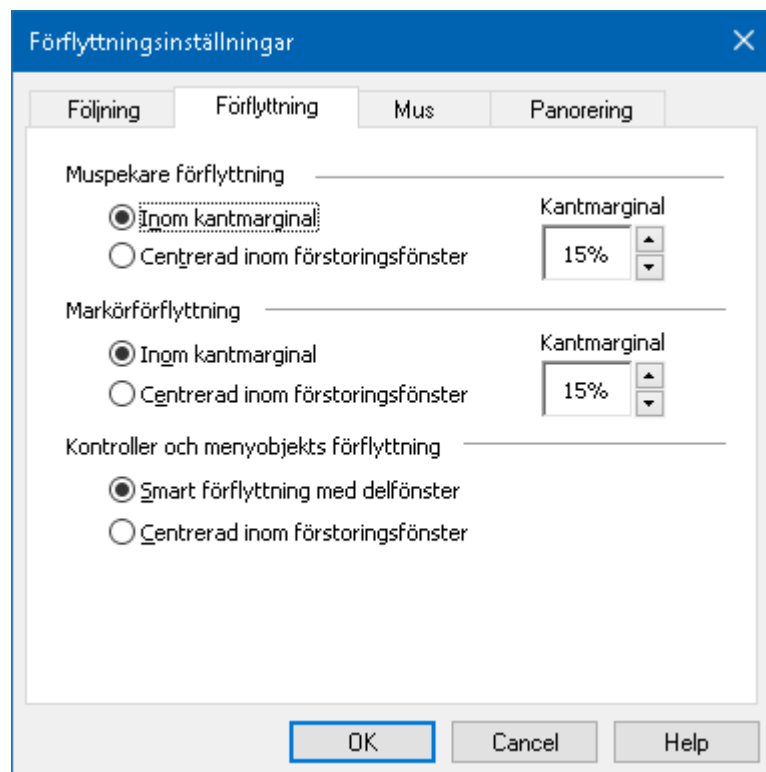 Förflyttningsinställningar
Följning Förflyttning Mus Panorering
Muspekare förflyttning
Kantmarginal
Inom kantmarginal
Centrerad inom förstoringsfönster
15%
Markörförflyttning
Kantmarginal
Inom kantmarginal
Centrerad inom förstoringsfönster
15%
Kontroller och menyobjekts förflyttning
Smart förflyttning med delfönster
Centrerad inom förstoringsfönster
OK Cancel Help